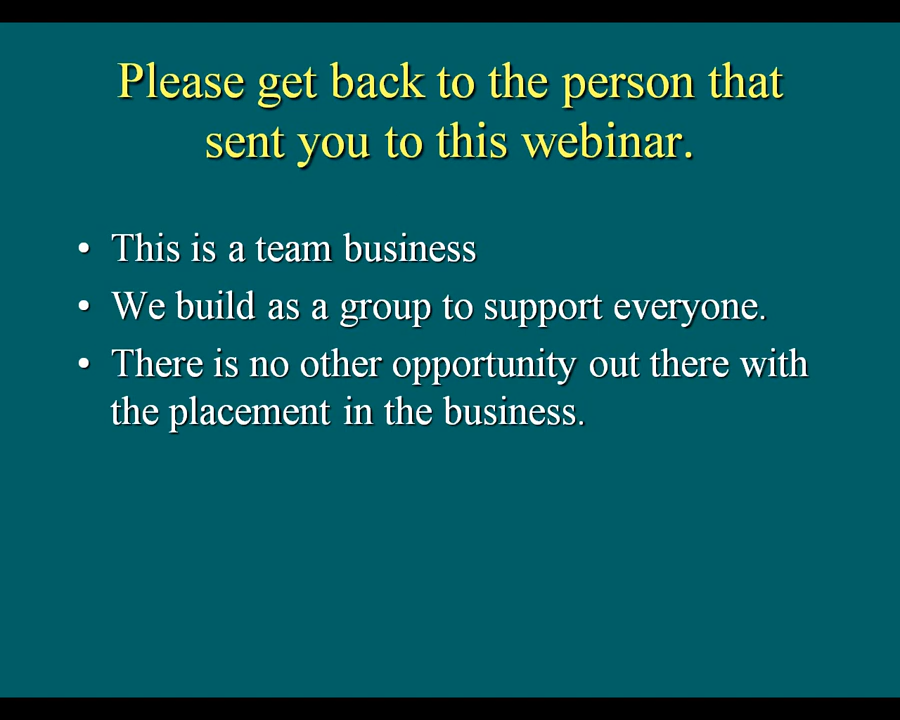 Please get back to the person that
sent you to this webinar.
• This is a team business
• We build as a group to support everyone.
• There is no other opportunity out there with
the placement in the business.